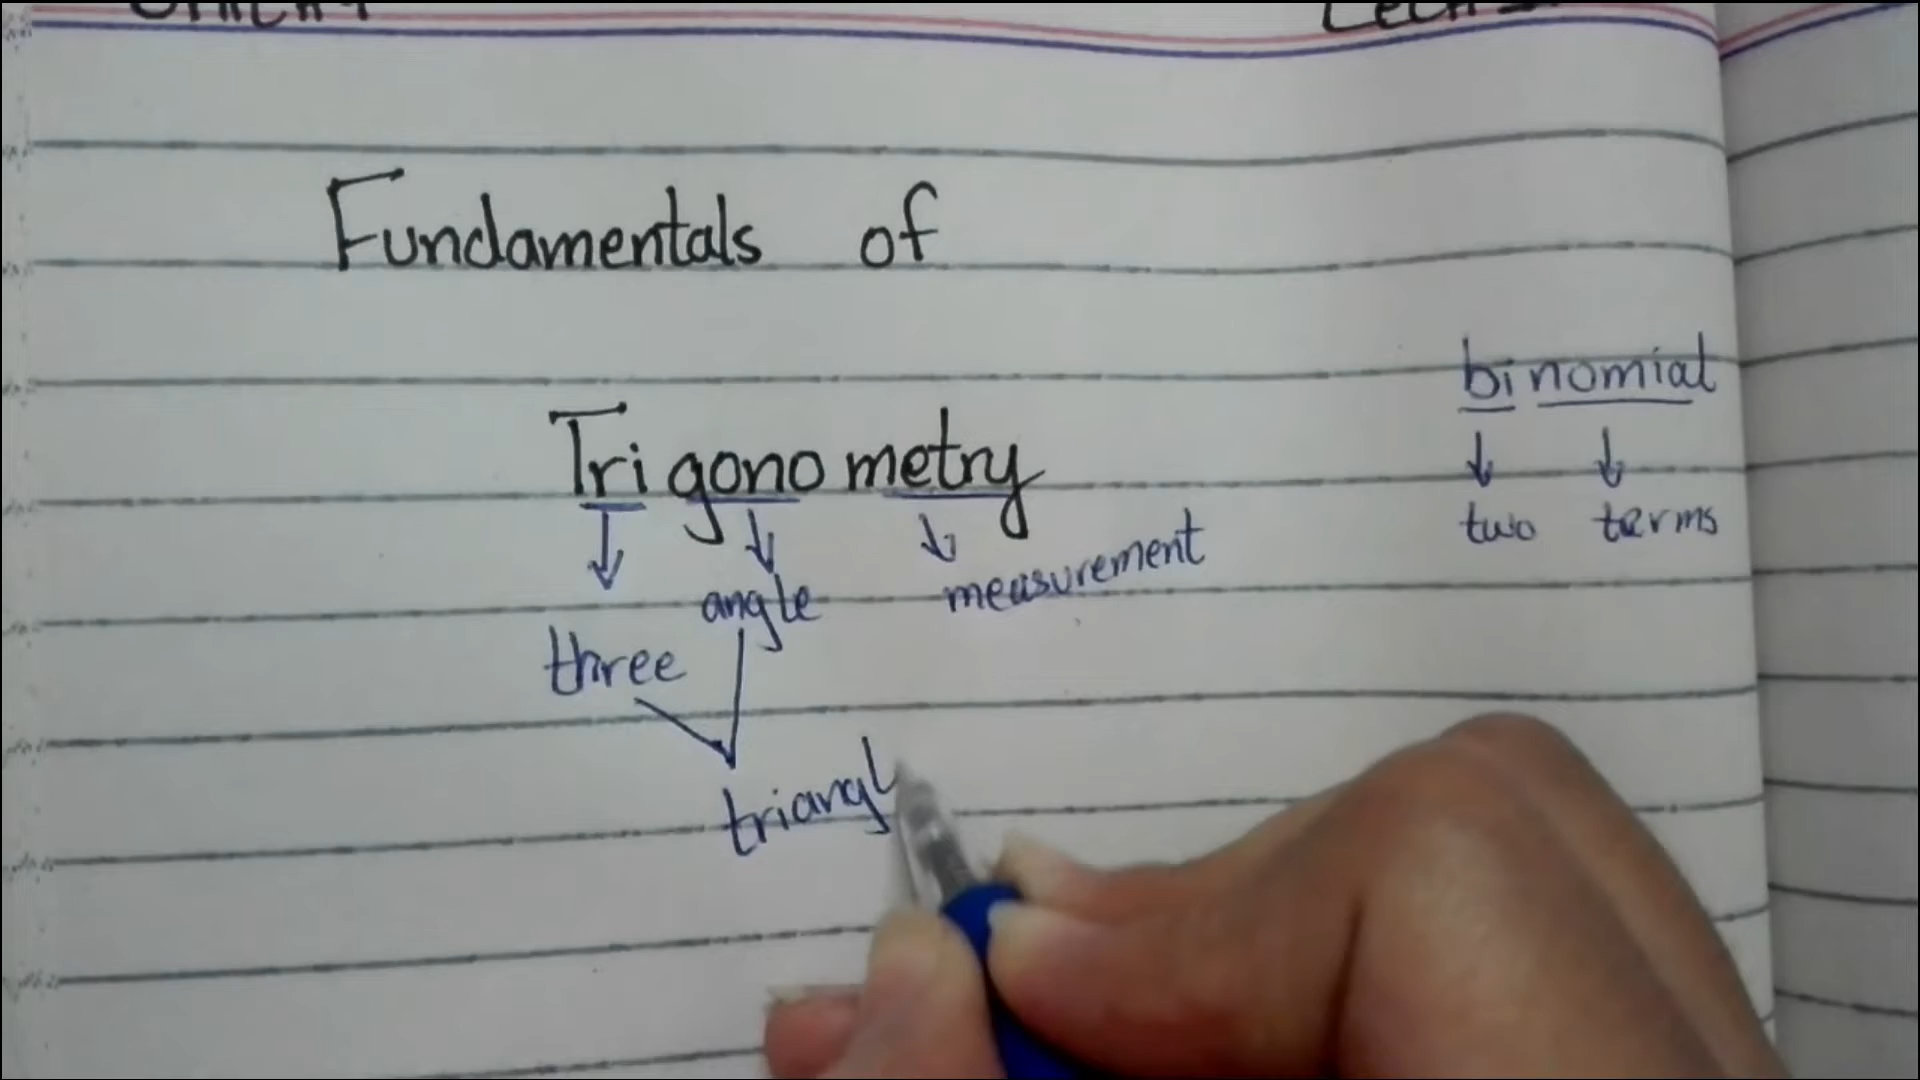 Fundamentals of
binomial
Trigonometry
two terms
angle measurement
three
triangl